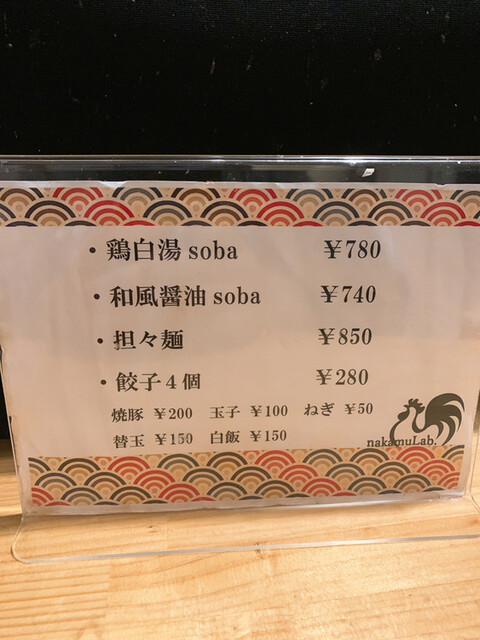 ・鶏白湯 soba ￥780
・和風醤油 soba ￥740
・担々麺 ￥850
・餃子4個 ￥280
焼豚 ￥200 玉子 ￥100 ねぎ ￥50
替玉 ￥150 白飯 ￥150
nakamuLab.